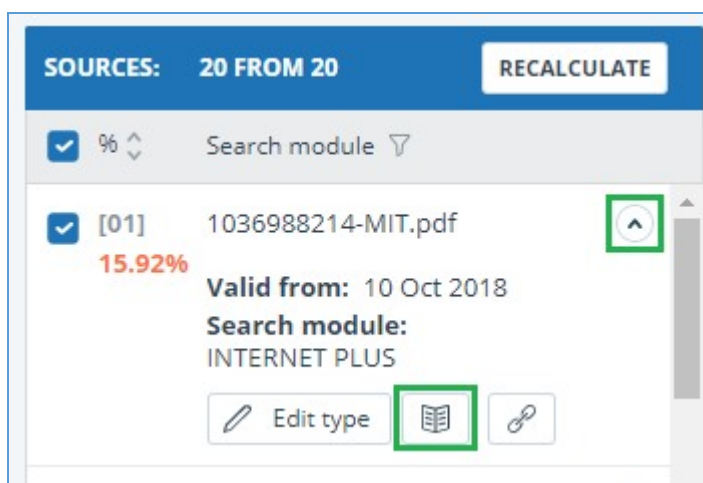 SOURCES: 20 FROM 20 RECALCULATE
% Search module
[01] 1036988214-MIT.pdf
15.92%
Valid from: 10 Oct 2018
Search module:
INTERNET PLUS
Edit type